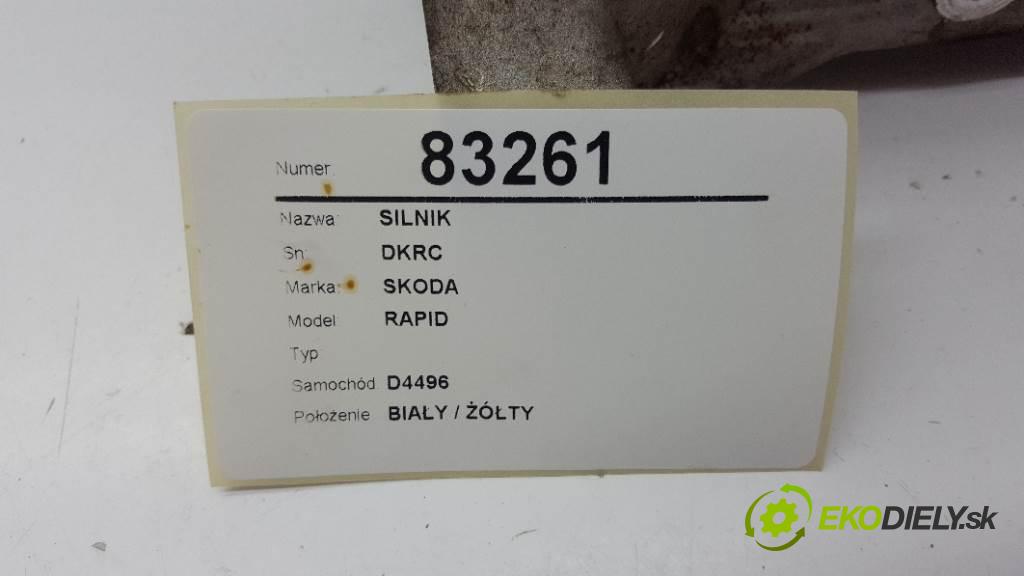 Numer: 83261
Nazwa: SILNIK
Sn: DKRC
Marka: SKODA
Model: RAPID
Typ
Samochód D4496
Położenie BIAŁY / ŻÓŁTY
EKODIELY.sk